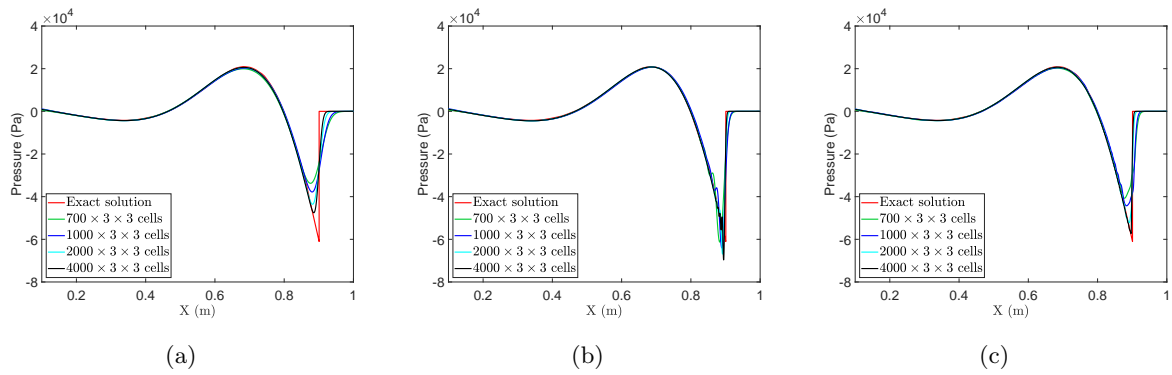 ×10⁴
4
2
0
-2
-4
-6
-8
Pressure (Pa)
Exact solution
700 × 3 × 3 cells
1000 × 3 × 3 cells
2000 × 3 × 3 cells
4000 × 3 × 3 cells
0.2 0.4 0.6 0.8 1
X (m)
(a)
×10⁴
4
2
0
-2
-4
-6
-8
Pressure (Pa)
Exact solution
700 × 3 × 3 cells
1000 × 3 × 3 cells
2000 × 3 × 3 cells
4000 × 3 × 3 cells
0.2 0.4 0.6 0.8 1
X (m)
(b)
×10⁴
4
2
0
-2
-4
-6
-8
Pressure (Pa)
Exact solution
700 × 3 × 3 cells
1000 × 3 × 3 cells
2000 × 3 × 3 cells
4000 × 3 × 3 cells
0.2 0.4 0.6 0.8 1
X (m)
(c)